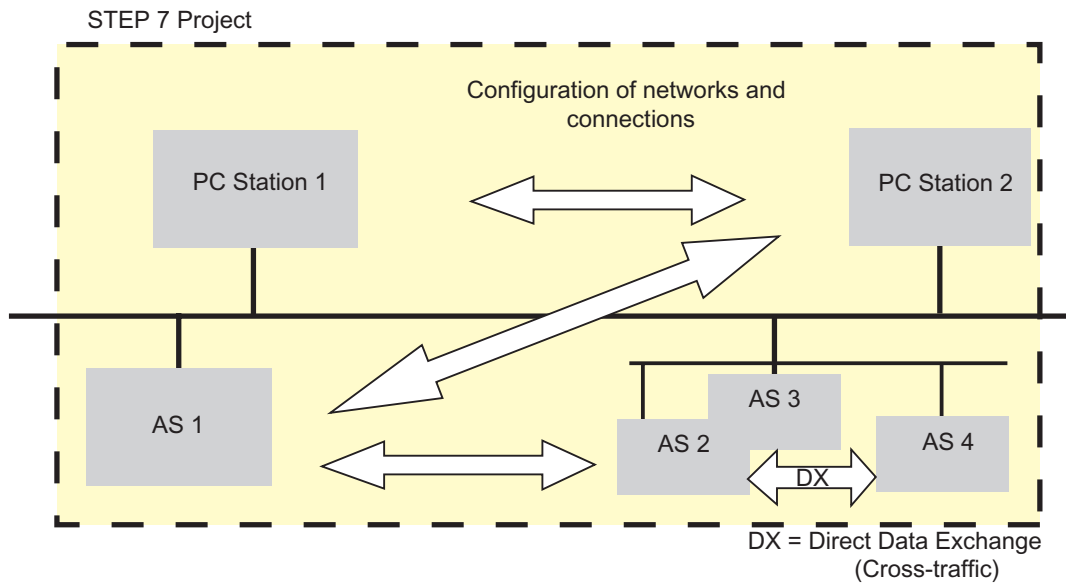 STEP 7 Project
Configuration of networks and
connections
PC Station 1
PC Station 2
AS 1
AS 3
AS 2
AS 4
DX
DX = Direct Data Exchange
(Cross-traffic)